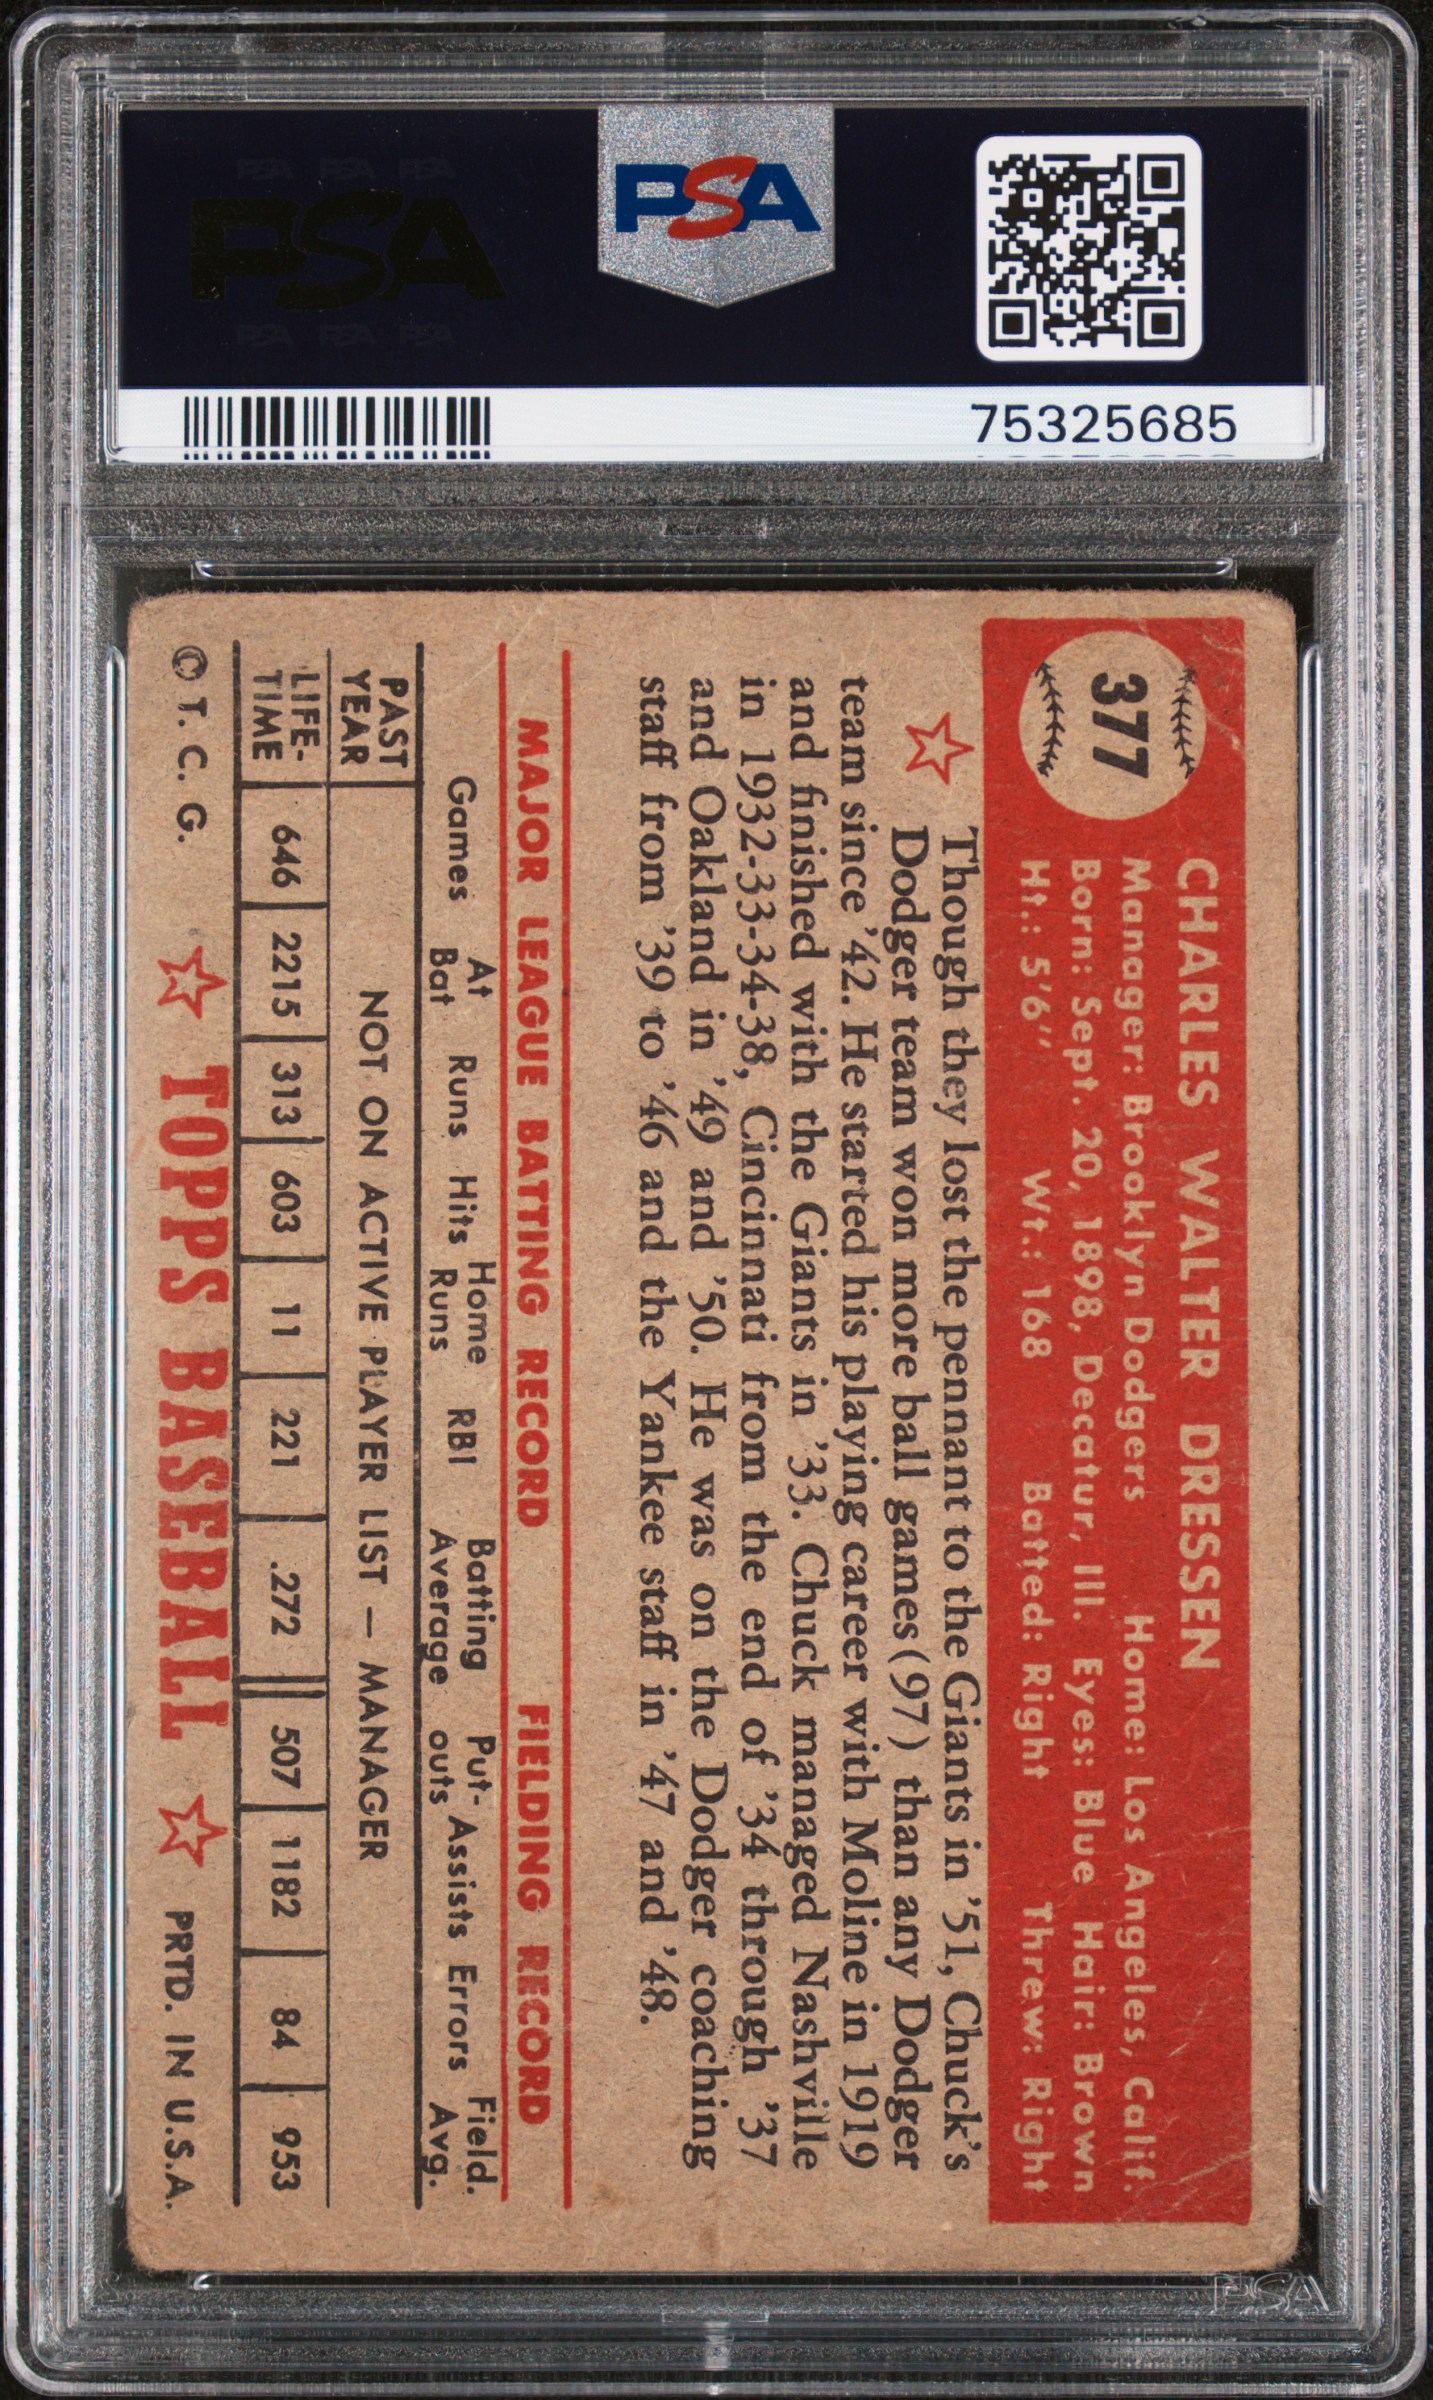 PSA PSA PSA
PSA
PSA PSA PSA
PSA
75325685
377
CHARLES WALTER DRESSEN
Manager: Brooklyn Dodgers Home: Los Angeles, Calif.
Born: Sept. 20, 1898, Decatur, Ill. Eyes: Blue Hair: Brown
Ht.: 5'6" Wt.: 168 Batted: Right Threw: Right
Though they lost the pennant to the Giants in '51, Chuck's
Dodger team won more ball games (97) than any Dodger
team since '42. He started his playing career with Moline in 1919
and finished with the Giants in '33. Chuck managed Nashville
in 1932-33-34-38, Cincinnati from the end of '34 through '37
and Oakland in '49 and '50. He was on the Dodger coaching
staff from '39 to '46 and the Yankee staff in '47 and '48.
MAJOR LEAGUE BATTING RECORD FIELDING RECORD
Games At Bat Runs Hits Home Runs RBI Batting Average Put-outs Assists Errors Field. Avg.
PAST YEAR NOT ON ACTIVE PLAYER LIST — MANAGER
LIFE-TIME 646 2215 313 603 11 221 .272 507 1182 84 .953
© T. C. G. TOPPS BASEBALL PRTD. IN U.S.A.
PSA